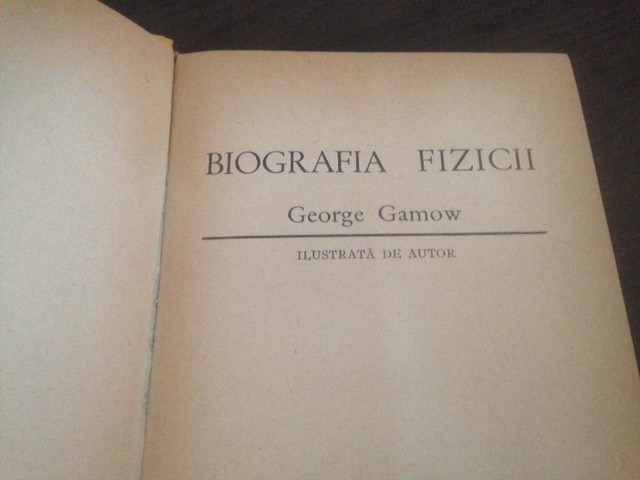 BIOGRAFIA FIZICII
George Gamow
ILUSTRATĂ DE AUTOR